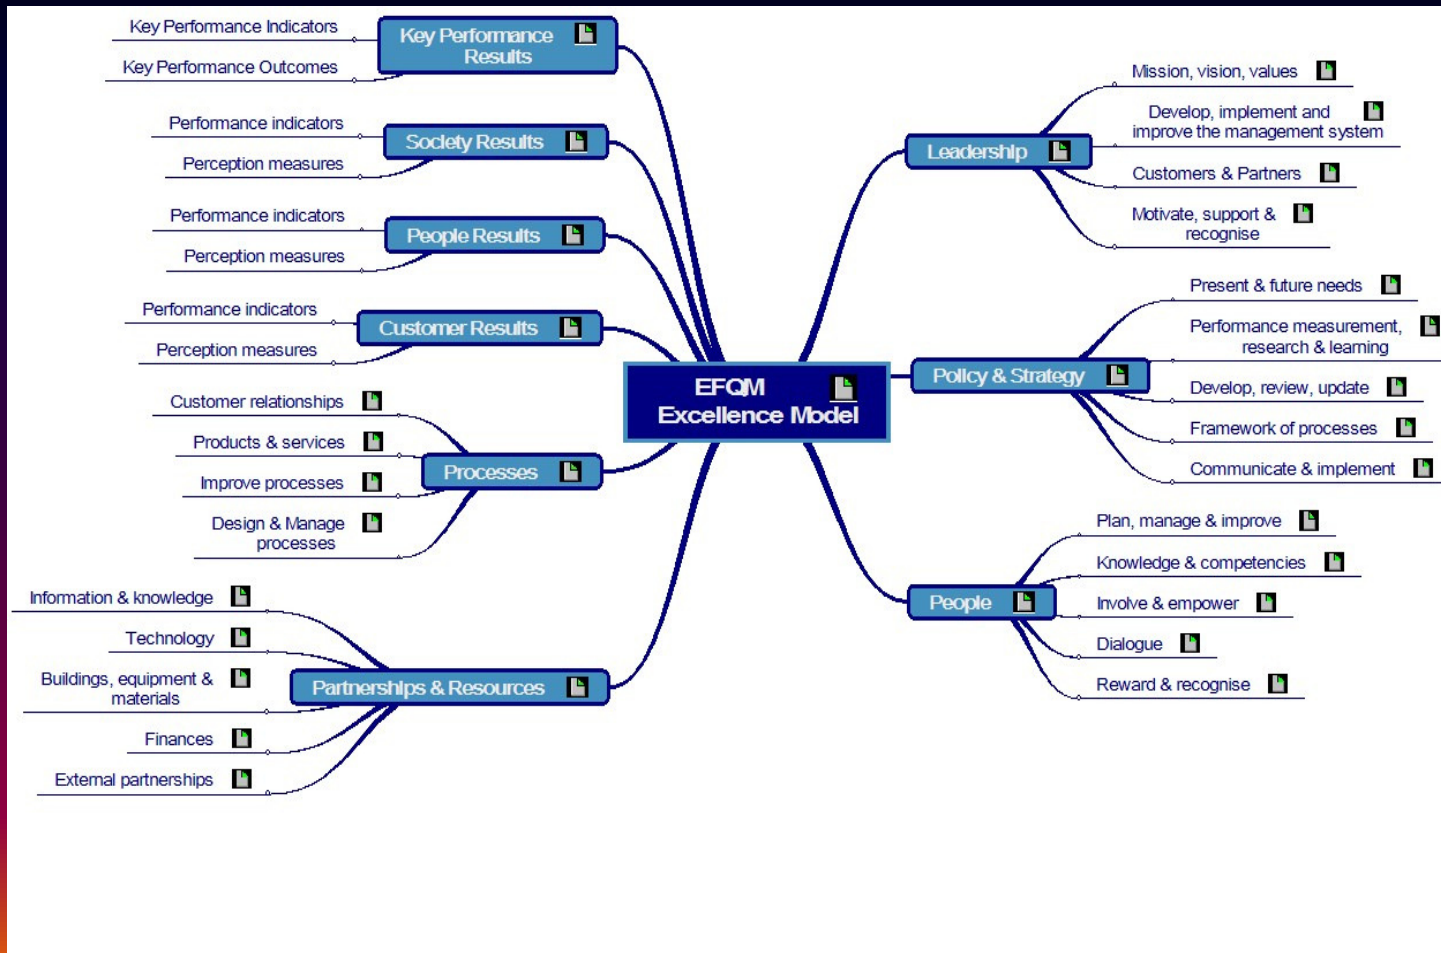 Key Performance Indicators
Key Performance Outcomes
Key Performance
Results
Performance indicators
Perception measures
Society Results
Performance indicators
Perception measures
People Results
Performance indicators
Perception measures
Customer Results
Customer relationships
Products & services
Improve processes
Design & Manage
processes
Processes
Information & knowledge
Technology
Buildings, equipment &
materials
Finances
External partnerships
Partnerships & Resources
EFQM
Excellence Model
Leadership
Mission, vision, values
Develop, implement and
improve the management system
Customers & Partners
Motivate, support &
recognise
Policy & Strategy
Present & future needs
Performance measurement,
research & learning
Develop, review, update
Framework of processes
Communicate & implement
People
Plan, manage & improve
Knowledge & competencies
Involve & empower
Dialogue
Reward & recognise